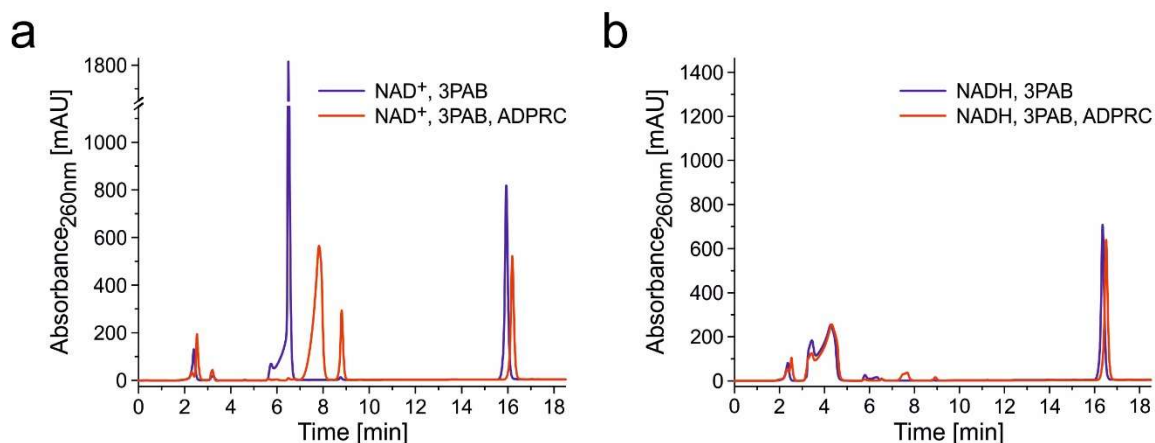 a
1800
1000
800
600
400
200
0
Absorbance260nm [mAU]
NAD+, 3PAB
NAD+, 3PAB, ADPRC
0 2 4 6 8 10 12 14 16 18
Time [min]
b
1400
1200
1000
800
600
400
200
0
Absorbance260nm [mAU]
NADH, 3PAB
NADH, 3PAB, ADPRC
0 2 4 6 8 10 12 14 16 18
Time [min]